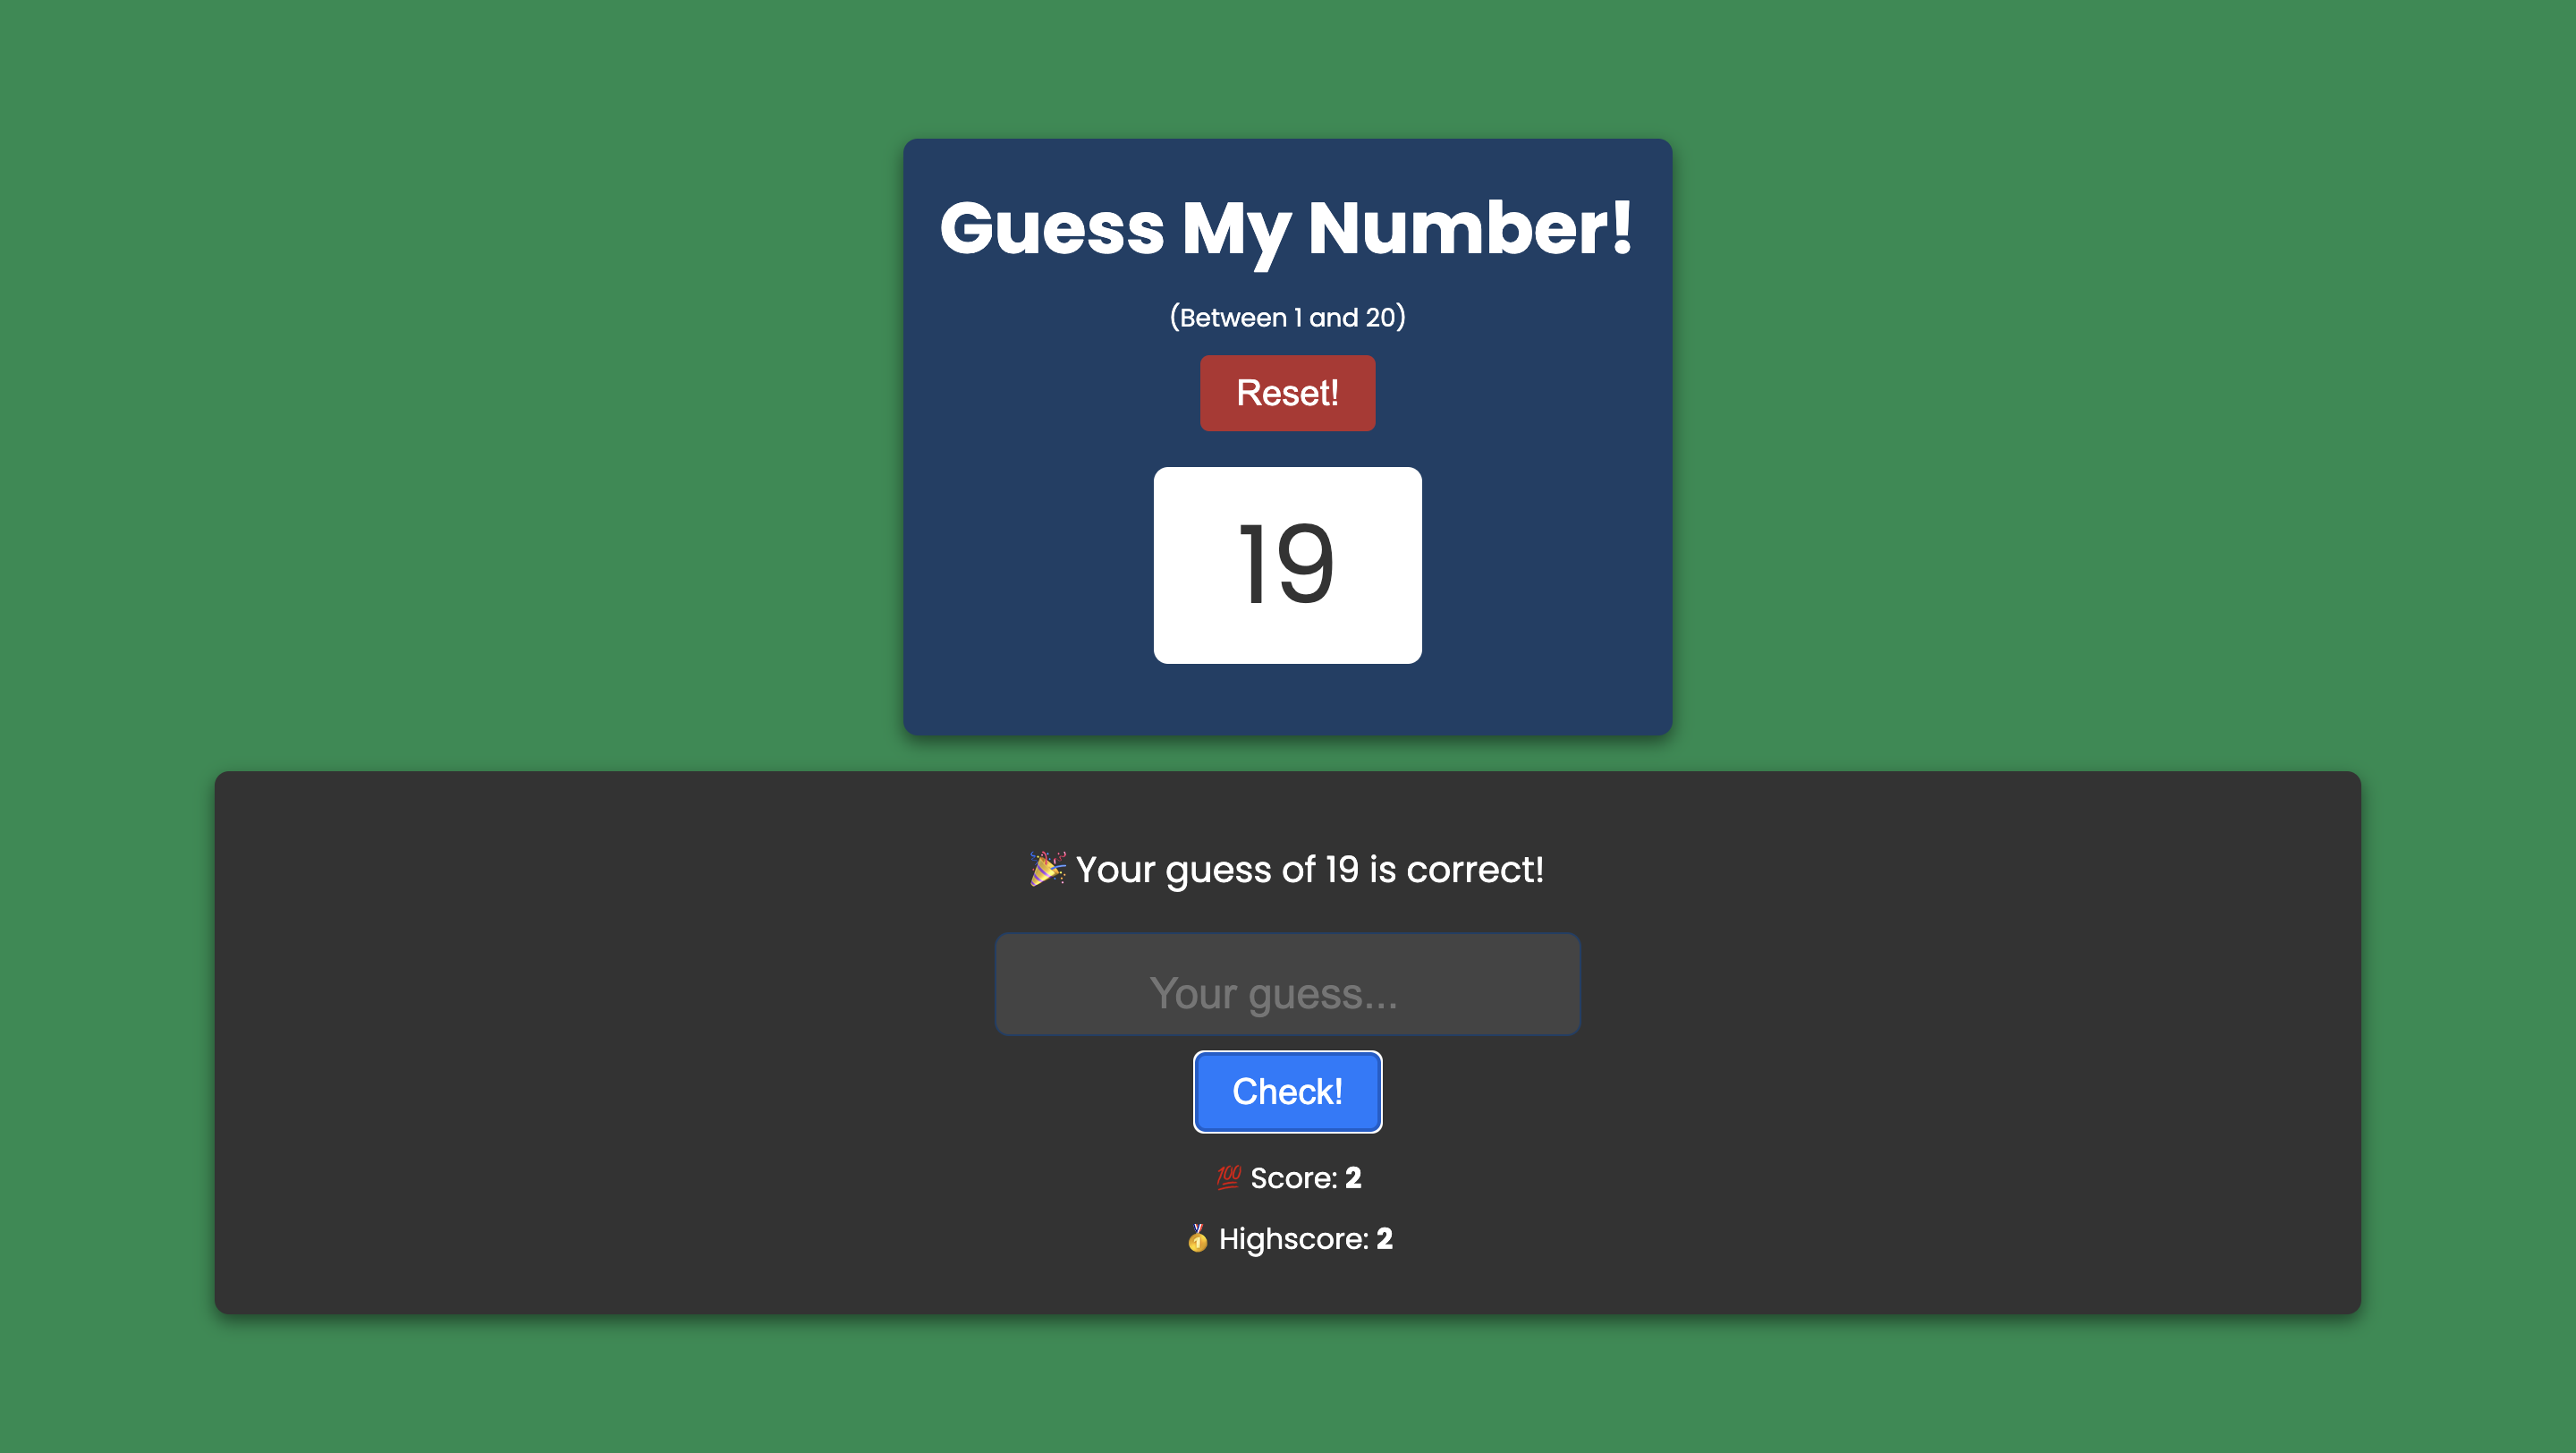 Guess My Number!
(Between 1 and 20)
Reset!
19
🎉 Your guess of 19 is correct!
Your guess...
Check!
💯 Score: 2
🥇 Highscore: 2